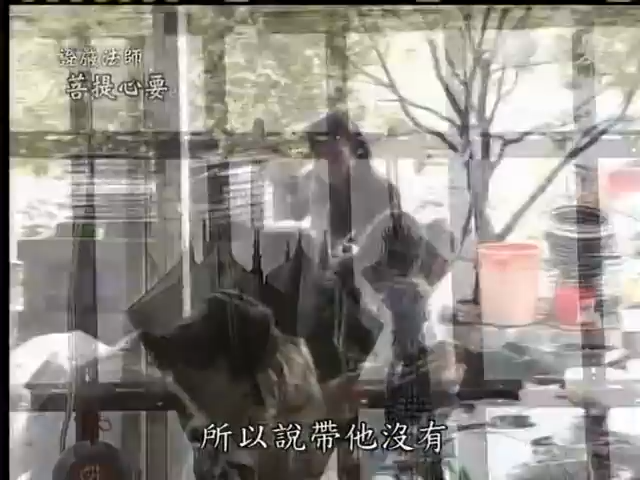 證嚴法師
菩提心要
所以說帶他沒有